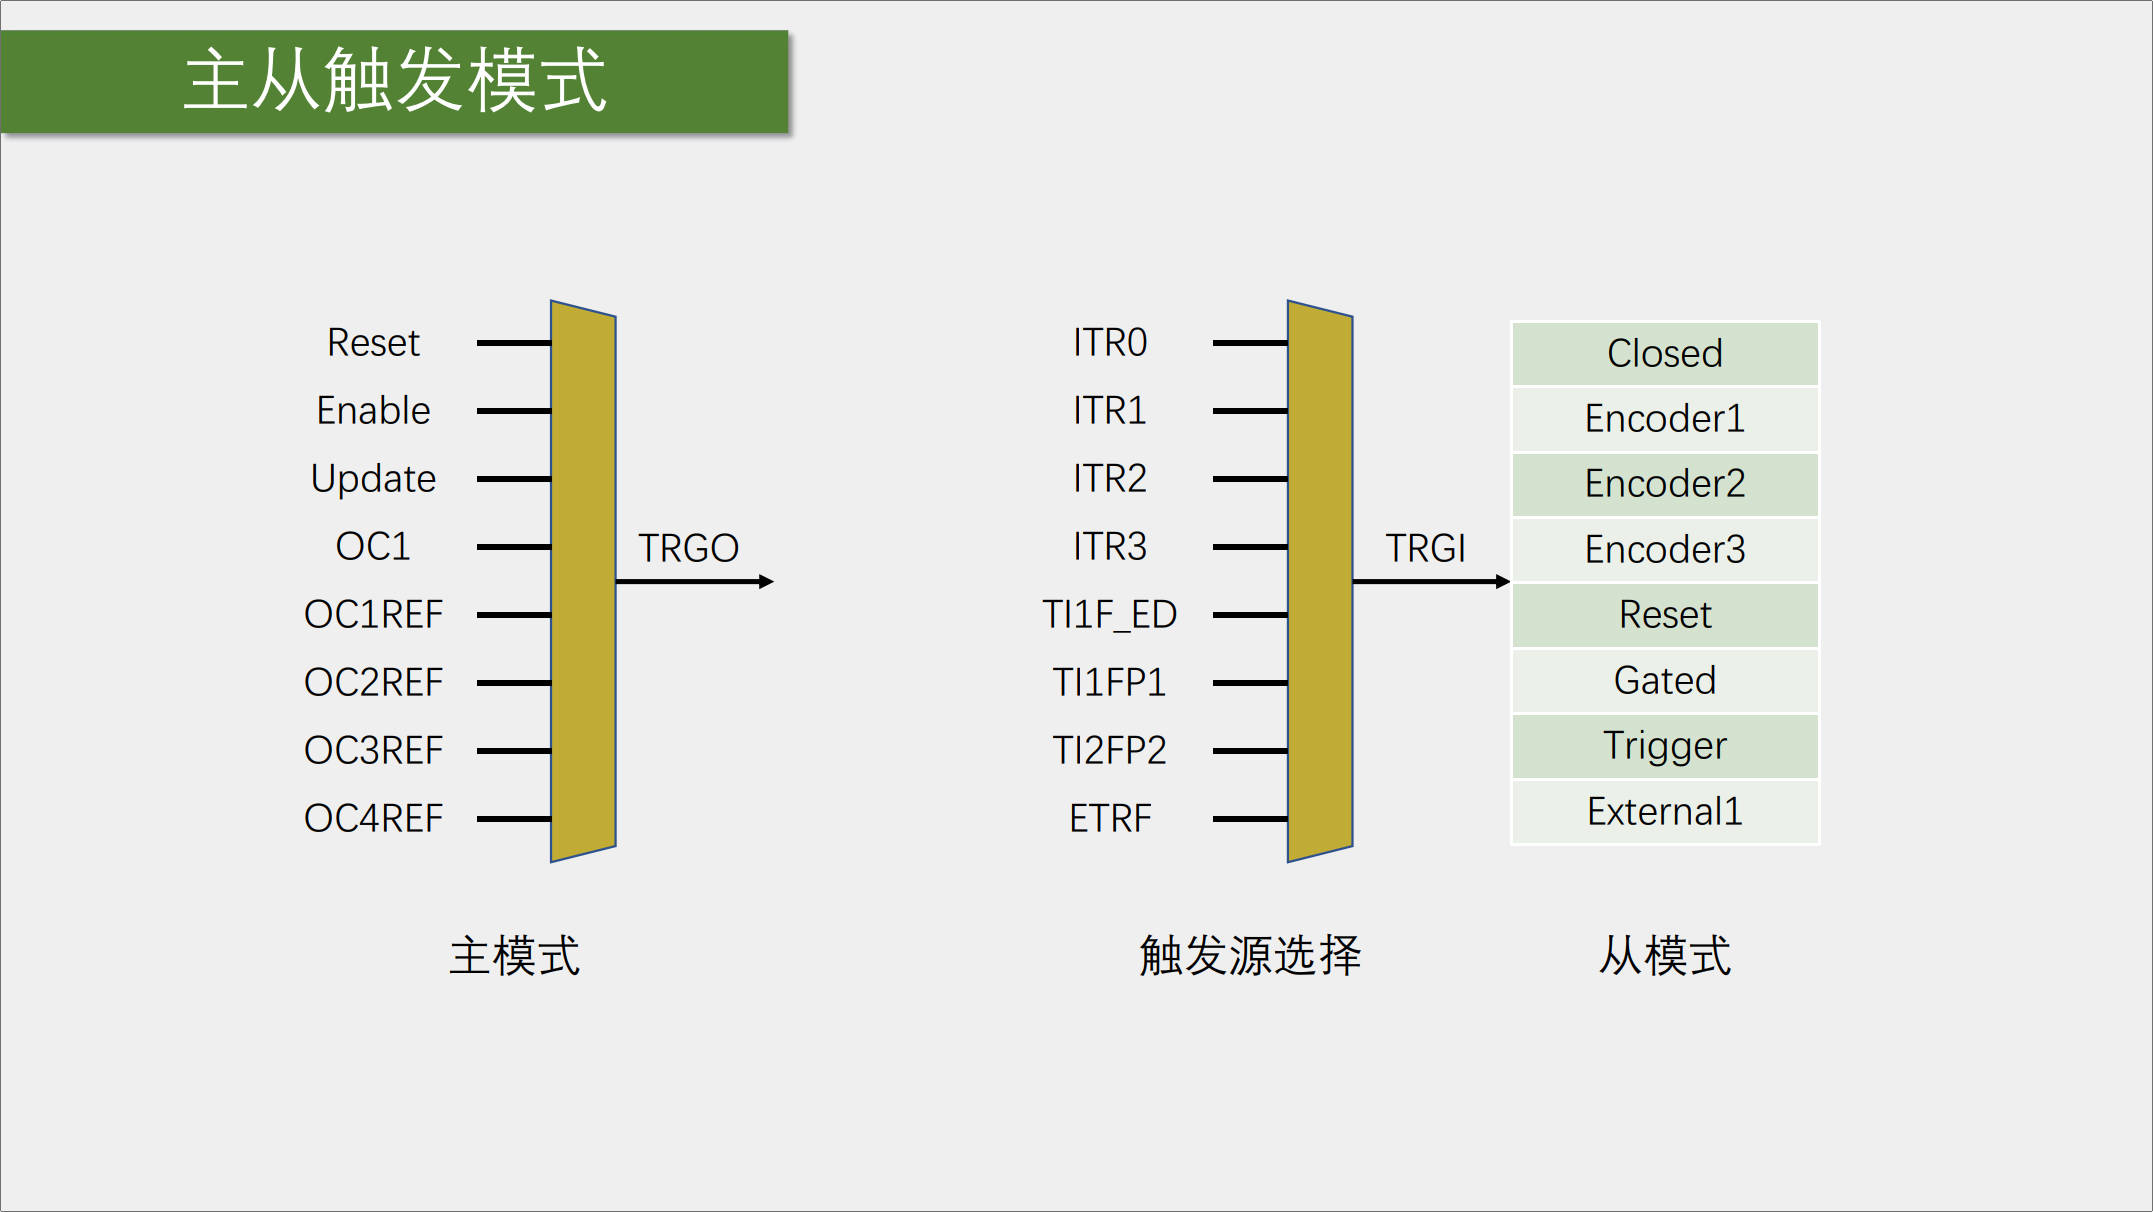 主从触发模式
Reset
Enable
Update
OC1
OC1REF
OC2REF
OC3REF
OC4REF
TRGO
主模式
ITR0
ITR1
ITR2
ITR3
TI1F_ED
TI1FP1
TI2FP2
ETRF
TRGI
触发源选择
Closed
Encoder1
Encoder2
Encoder3
Reset
Gated
Trigger
External1
从模式